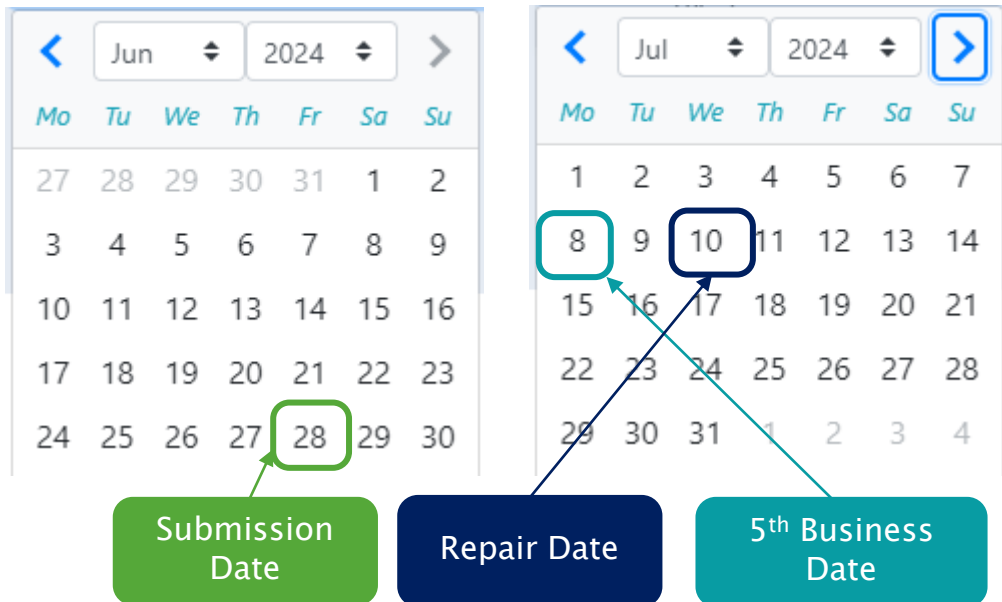 Jun 2024
Mo Tu We Th Fr Sa Su
27 28 29 30 31 1 2
3 4 5 6 7 8 9
10 11 12 13 14 15 16
17 18 19 20 21 22 23
24 25 26 27 28 29 30
Jul 2024
Mo Tu We Th Fr Sa Su
1 2 3 4 5 6 7
8 9 10 11 12 13 14
15 16 17 18 19 20 21
22 23 24 25 26 27 28
29 30 31 1 2 3 4
Submission
Date
Repair Date
5th Business
Date